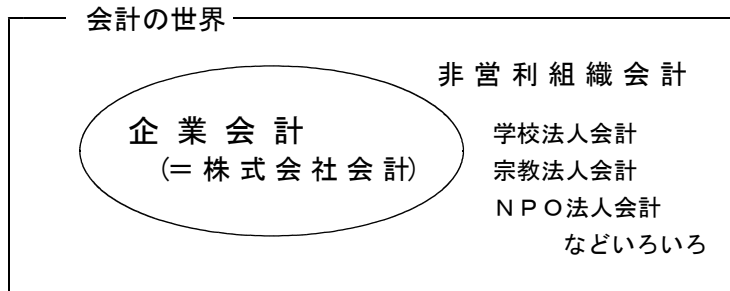 会計の世界
非営利組織会計
企業会計
(＝株式会社会計)
学校法人会計
宗教法人会計
ＮＰＯ法人会計
などいろいろ